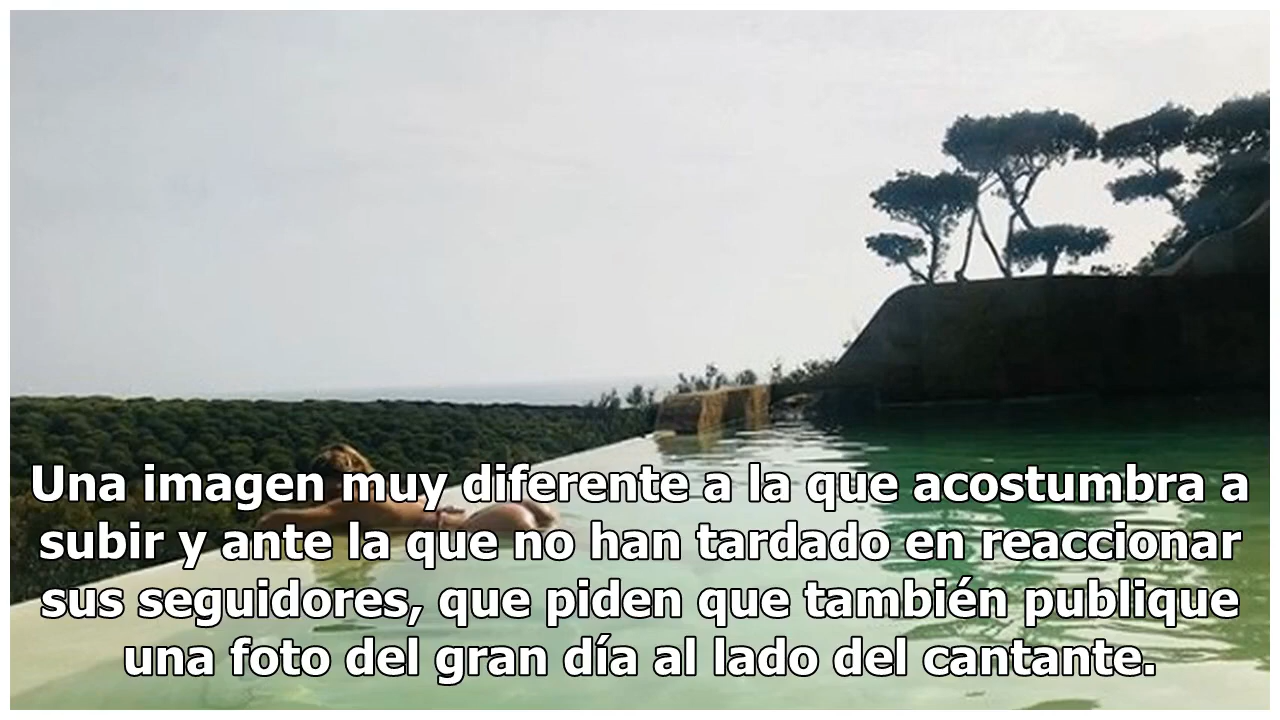 Una imagen muy diferente a la que acostumbra a
subir y ante la que no han tardado en reaccionar
sus seguidores, que piden que también publique
una foto del gran día al lado del cantante.